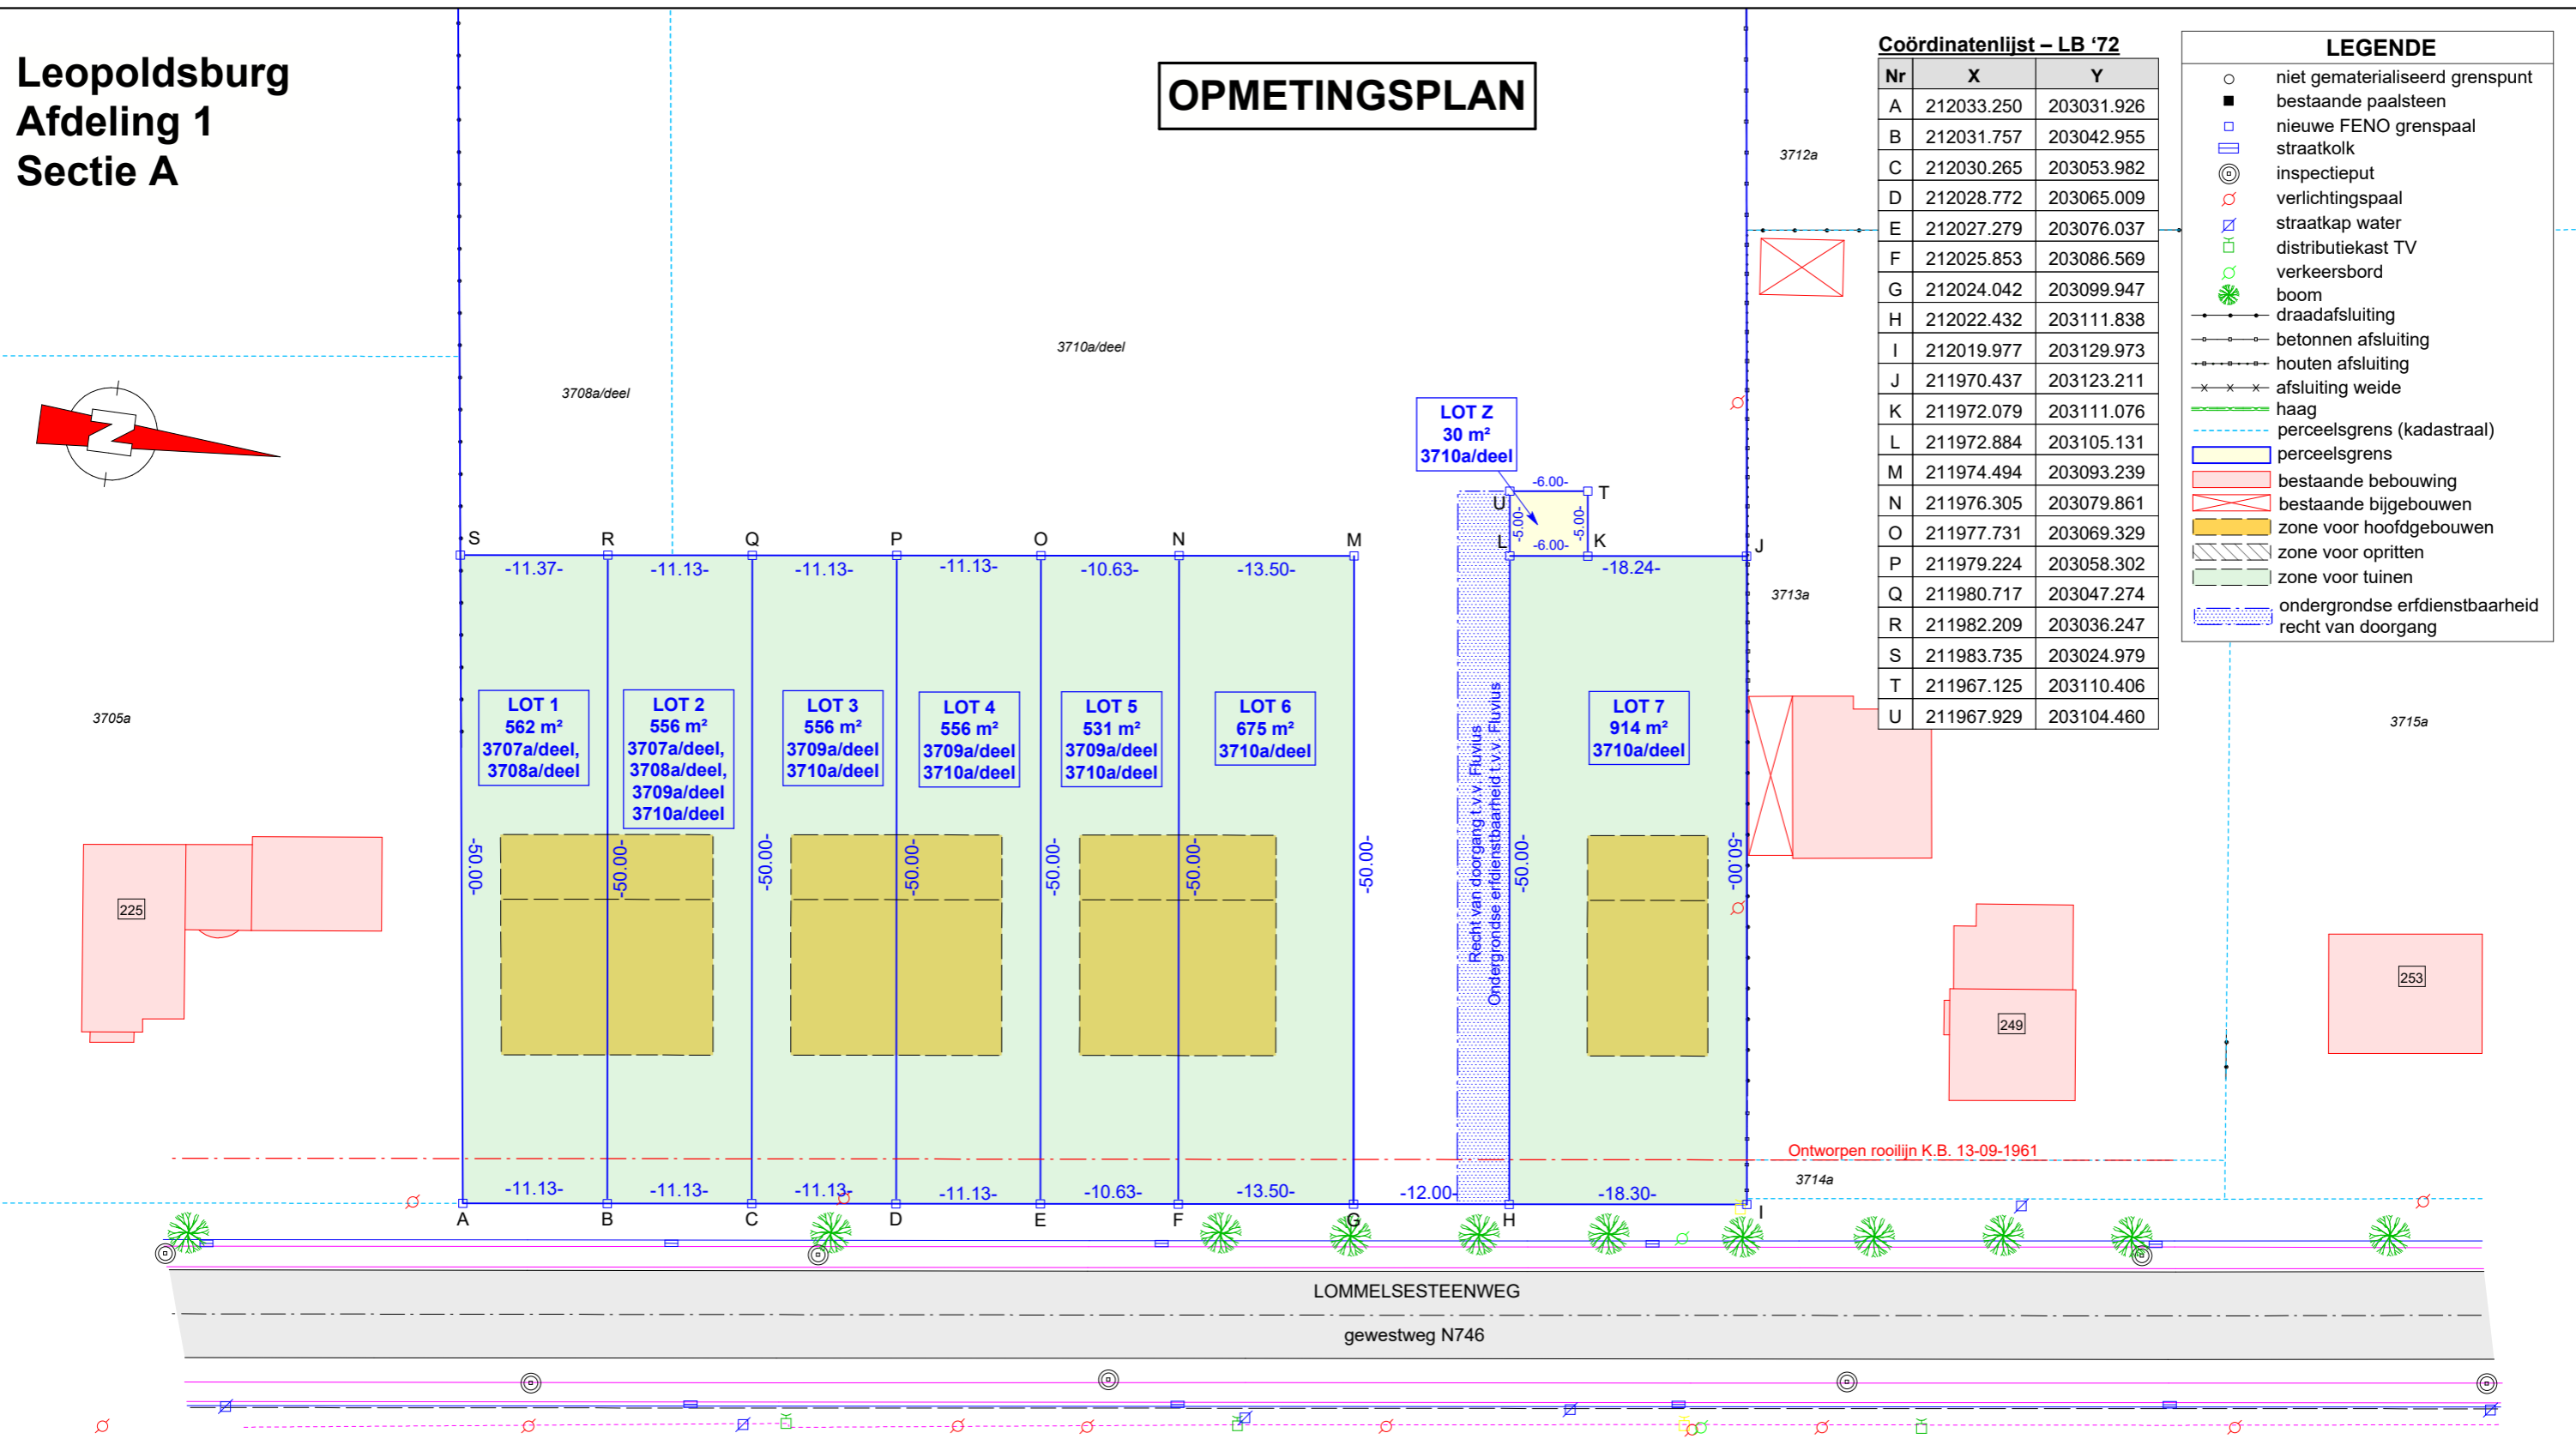 Leopoldsburg
Afdeling 1
Sectie A
OPMETINGSPLAN
Coördinatenlijst – LB ‘72
Nr X Y
A 212033.250 203031.926
B 212031.757 203042.955
C 212030.265 203053.982
D 212028.772 203065.009
E 212027.279 203076.037
F 212025.853 203086.569
G 212024.042 203099.947
H 212022.432 203111.838
I 212019.977 203129.973
J 211970.437 203123.211
K 211972.079 203111.076
L 211972.884 203105.131
M 211974.494 203093.239
N 211976.305 203079.861
O 211977.731 203069.329
P 211979.224 203058.302
Q 211980.717 203047.274
R 211982.209 203036.247
S 211983.735 203024.979
T 211967.125 203110.406
U 211967.929 203104.460
LEGENDE
niet gematerialiseerd grenspunt
bestaande paalsteen
nieuwe FENO grenspaal
straatkolk
inspectieput
verlichtingspaal
straatkap water
distributiekast TV
verkeersbord
boom
draadafsluiting
betonnen afsluiting
houten afsluiting
afsluiting weide
haag
perceelsgrens (kadastraal)
perceelsgrens
bestaande bebouwing
bestaande bijgebouwen
zone voor hoofdgebouwen
zone voor opritten
zone voor tuinen
ondergrondse erfdienstbaarheid
recht van doorgang
3712a
3710a/deel
3708a/deel
N
LOT Z
30 m²
3710a/deel
-6.00-
U T
-5.00- -5.00-
-6.00-
L K
S R Q P O N M J
-11.37- -11.13- -11.13- -11.13- -10.63- -13.50- -18.24-
3713a
3705a
3715a
LOT 1
562 m²
3707a/deel,
3708a/deel
LOT 2
556 m²
3707a/deel,
3708a/deel,
3709a/deel
3710a/deel
LOT 3
556 m²
3709a/deel
3710a/deel
LOT 4
556 m²
3709a/deel
3710a/deel
LOT 5
531 m²
3709a/deel
3710a/deel
LOT 6
675 m²
3710a/deel
Recht van doorgang t.v.v. Fluvius
Ondergrondse erfdienstbaarheid t.v.v. Fluvius
LOT 7
914 m²
3710a/deel
-50.00- -50.00- -50.00- -50.00- -50.00- -50.00- -50.00- -50.00- -50.00-
225
249
253
Ontworpen rooilijn K.B. 13-09-1961
3714a
-11.13- -11.13- -11.13- -11.13- -10.63- -13.50- -12.00- -18.30-
A B C D E F G H I
LOMMELSESTEENWEG
gewestweg N746